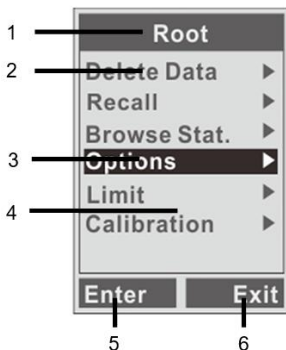 1 Root
2 Delete Data
Recall
Browse Stat.
3 Options
Limit
4
Calibration
Enter Exit
5 6